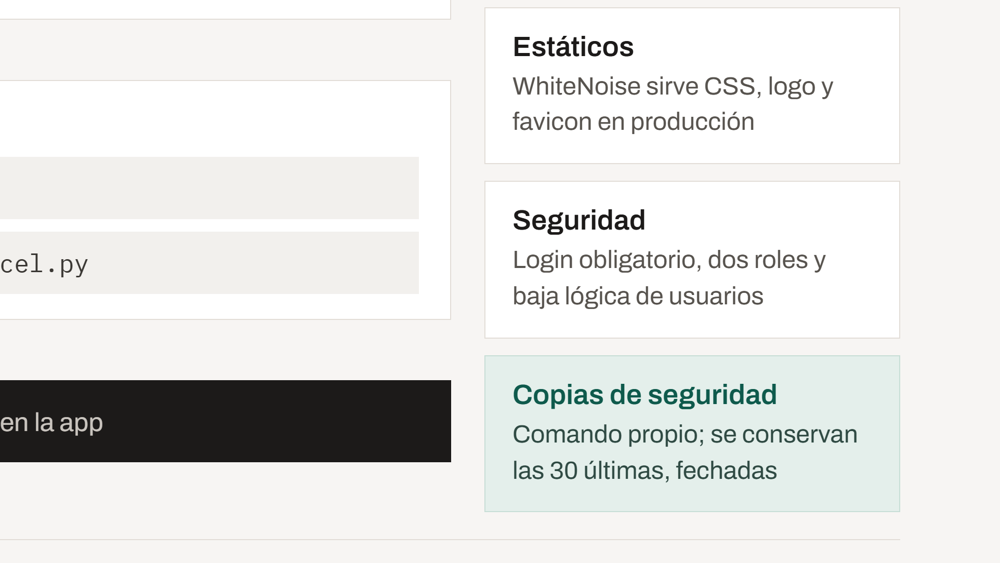 cel.py
en la app
Estáticos
WhiteNoise sirve CSS, logo y
favicon en producción
Seguridad
Login obligatorio, dos roles y
baja lógica de usuarios
Copias de seguridad
Comando propio; se conservan
las 30 últimas, fechadas